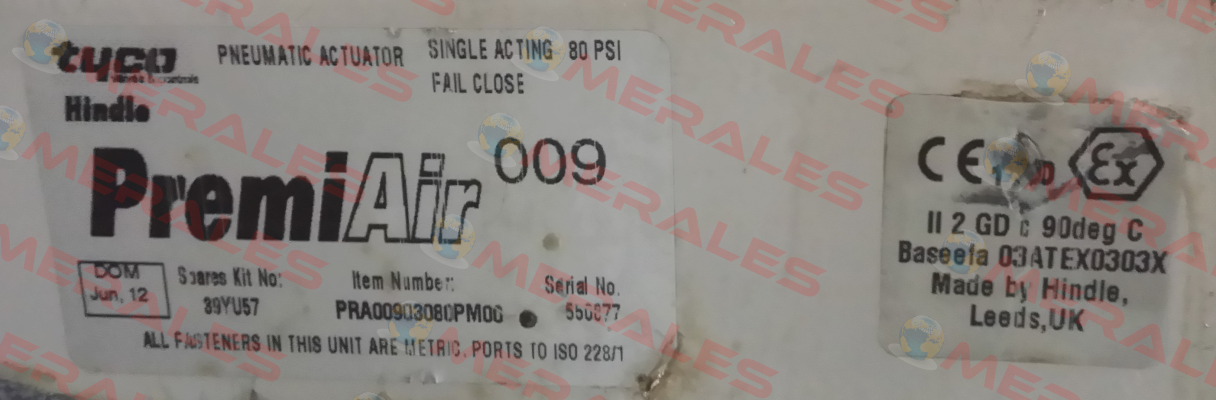 tyco
PNEUMATIC ACTUATOR SINGLE ACTING 80 PSI
FAIL CLOSE
Hindle
PremiAir 009
DOM
Jun, 12
Spares Kit No: Item Number: Serial No.
39YU57 PRA00903080PM00
ALL FASTENERS IN THIS UNIT ARE METRIC, PORTS TO ISO 228/1
CE Ex
II 2 GD c 90deg C
Baseefa 03ATEX0303X
Made by Hindle,
Leeds,UK
OMERALES